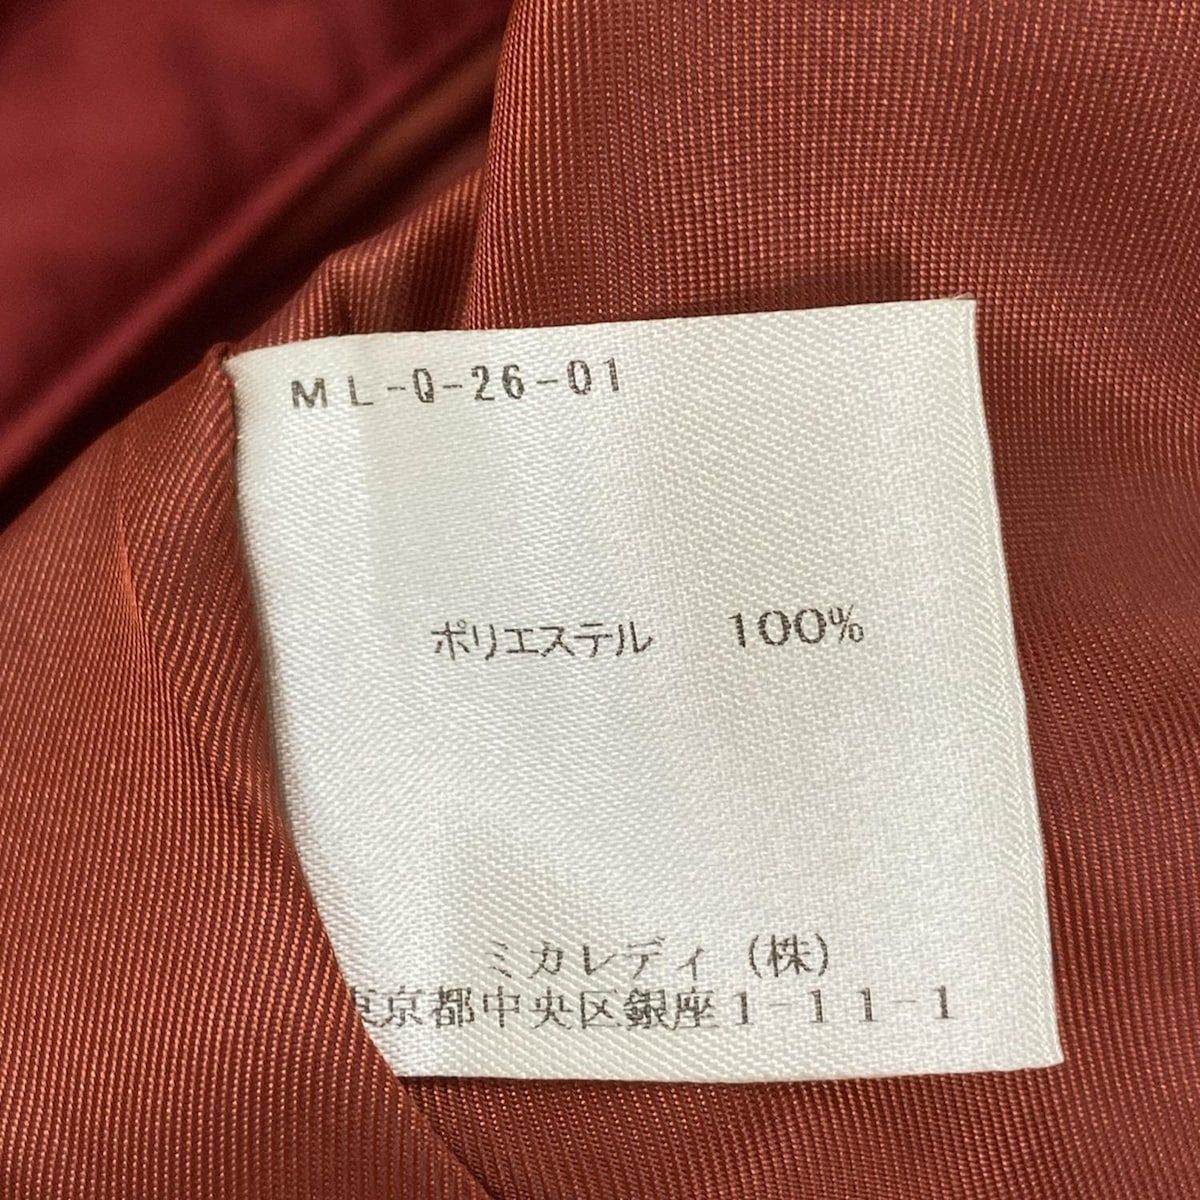 ML-Q-26-01
ポリエステル 100%
ミカレディ(株)
東京都中央区銀座1-11-1